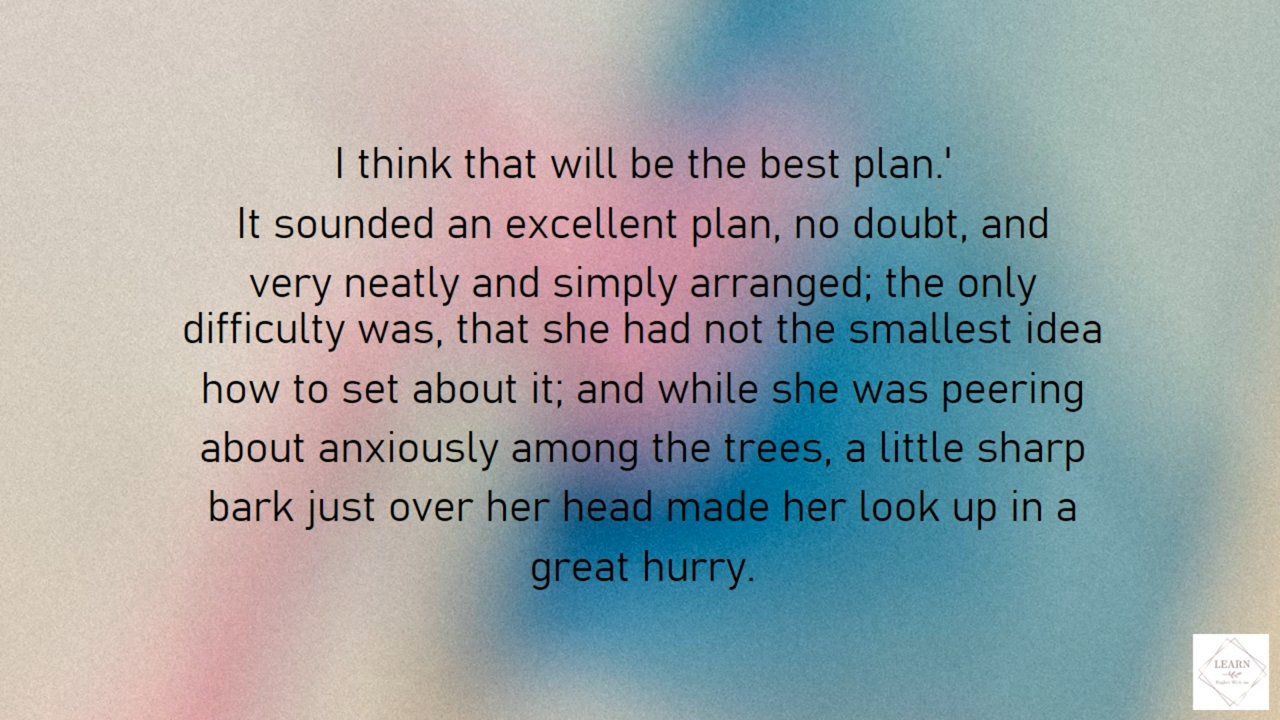 I think that will be the best plan.'
It sounded an excellent plan, no doubt, and
very neatly and simply arranged; the only
difficulty was, that she had not the smallest idea
how to set about it; and while she was peering
about anxiously among the trees, a little sharp
bark just over her head made her look up in a
great hurry.
LEARN